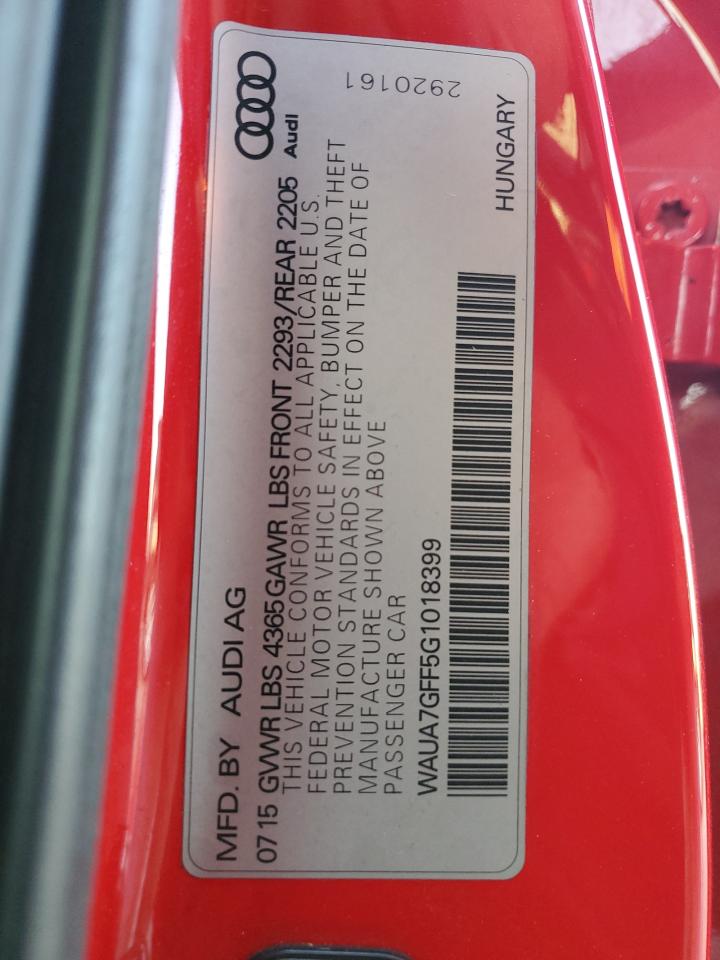 MFD. BY AUDI AG
07 15 GVWR LBS 4365 GAWR LBS FRONT 2293/REAR 2205
Audi
THIS VEHICLE CONFORMS TO ALL APPLICABLE U.S.
FEDERAL MOTOR VEHICLE SAFETY, BUMPER AND THEFT
PREVENTION STANDARDS IN EFFECT ON THE DATE OF
MANUFACTURE SHOWN ABOVE
PASSENGER CAR
2920161
WAUA7GFF5G1018399
HUNGARY